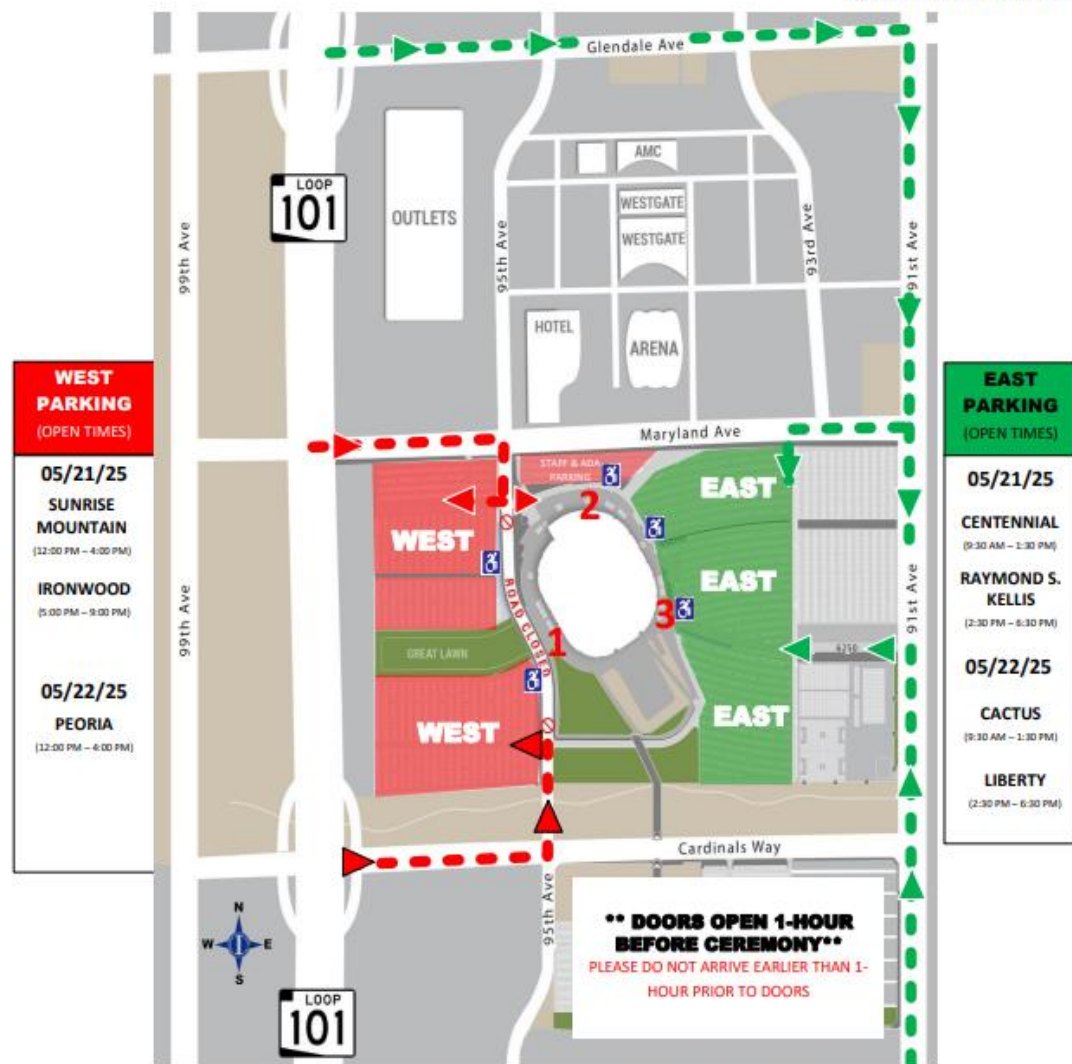 Glendale Ave
AMC
LOOP
101
WESTGATE
OUTLETS
WESTGATE
99th Ave
95th Ave
93rd Ave
91st Ave
HOTEL
ARENA
WEST
PARKING
(OPEN TIMES)
05/21/25
SUNRISE
MOUNTAIN
(12:00 PM – 4:00 PM)
IRONWOOD
(5:00 PM – 9:00 PM)
05/22/25
PEORIA
(12:00 PM – 4:00 PM)
Maryland Ave
STAFF & ADA
PARKING
2
EAST
WEST
EAST
ROAD CLOSED
3
1
GREAT LAWN
99th Ave
91st Ave
6250
EAST
WEST
EAST
PARKING
(OPEN TIMES)
05/21/25
CENTENNIAL
(9:30 AM – 1:30 PM)
RAYMOND S.
KELLIS
(2:30 PM – 6:30 PM)
05/22/25
CACTUS
(9:30 AM – 1:30 PM)
LIBERTY
(2:30 PM – 6:30 PM)
Cardinals Way
95th Ave
N
W E
S
LOOP
101
** DOORS OPEN 1-HOUR
BEFORE CEREMONY**
PLEASE DO NOT ARRIVE EARLIER THAN 1-
HOUR PRIOR TO DOORS